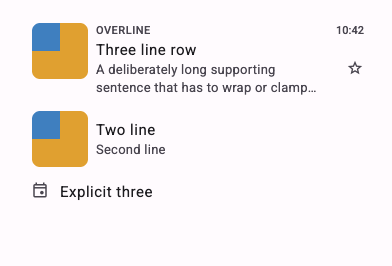 OVERLINE 10:42
Three line row
A deliberately long supporting
sentence that has to wrap or clamp…
Two line
Second line
Explicit three